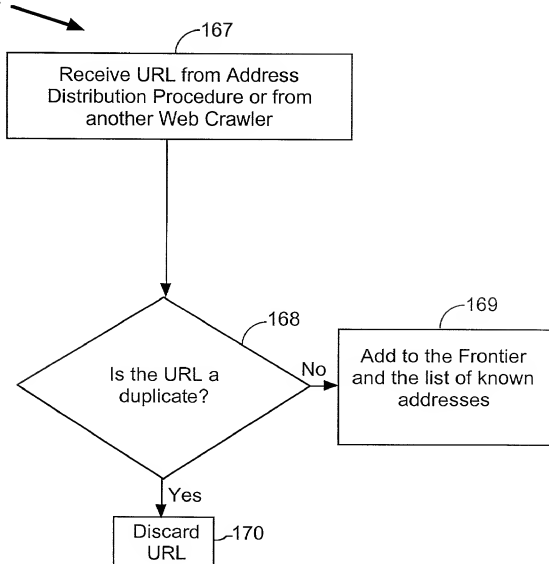 167
Receive URL from Address
Distribution Procedure or from
another Web Crawler
168
Is the URL a
duplicate?
No
169
Add to the Frontier
and the list of known
addresses
Yes
Discard
URL
170